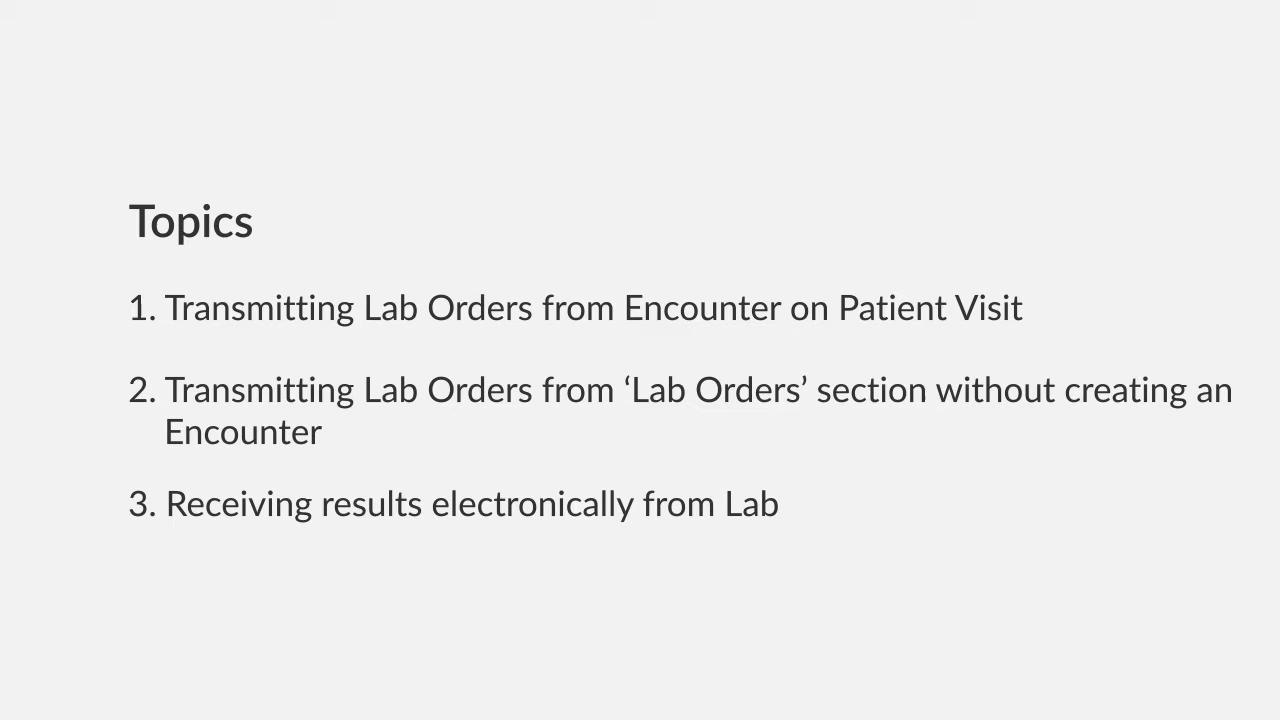 Topics
1. Transmitting Lab Orders from Encounter on Patient Visit
2. Transmitting Lab Orders from ‘Lab Orders’ section without creating an
Encounter
3. Receiving results electronically from Lab